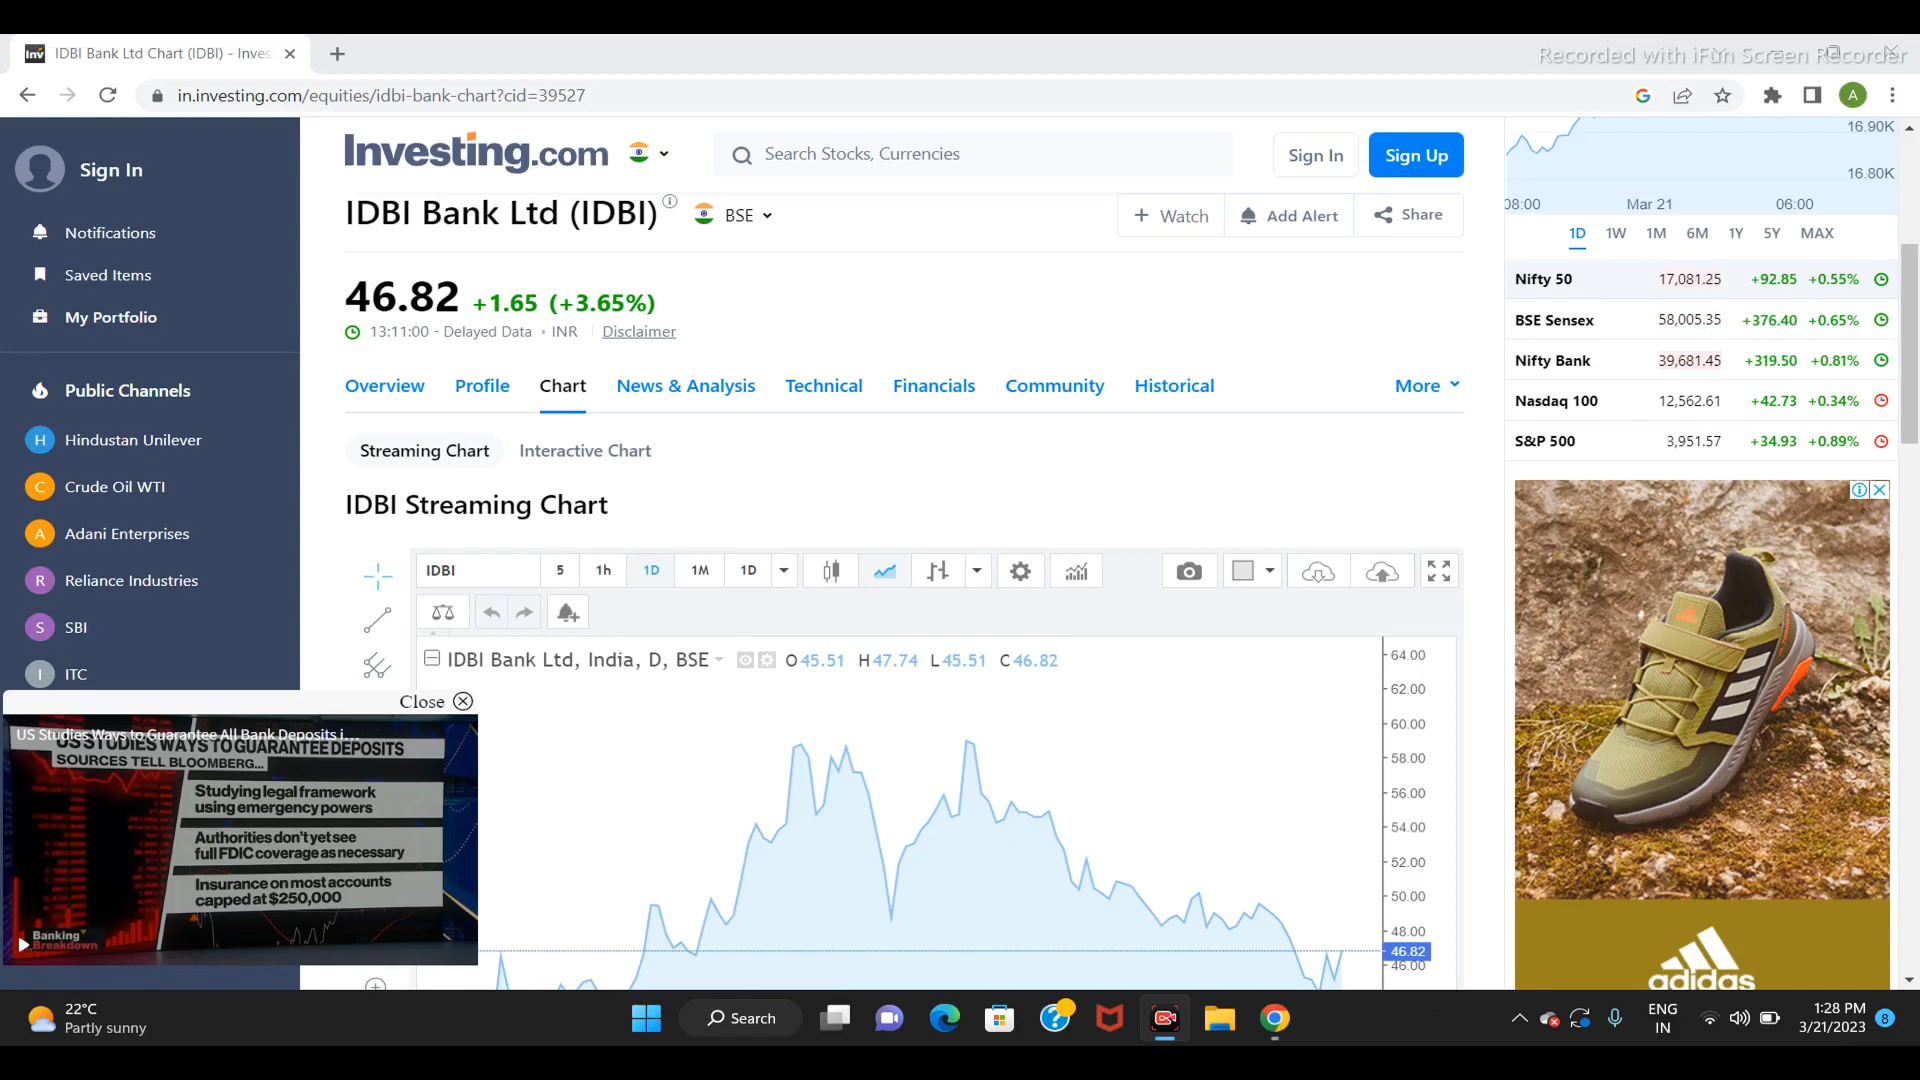 IDBI Bank Ltd Chart (IDBI) - Inves
Recorded with iFun Screen Recorder
in.investing.com/equities/idbi-bank-chart?cid=39527
A
Sign In
Notifications
Saved Items
My Portfolio
Public Channels
H Hindustan Unilever
C Crude Oil WTI
A Adani Enterprises
R Reliance Industries
S SBI
I ITC
Investing.com
Search Stocks, Currencies
Sign In
Sign Up
IDBI Bank Ltd (IDBI)
BSE
+ Watch
Add Alert
Share
46.82 +1.65 (+3.65%)
13:11:00 - Delayed Data • INR
Disclaimer
Overview Profile Chart News & Analysis Technical Financials Community Historical More
Streaming Chart Interactive Chart
IDBI Streaming Chart
IDBI 5 1h 1D 1M 1D
IDBI Bank Ltd, India, D, BSE O45.51 H47.74 L45.51 C46.82
64.00
62.00
60.00
58.00
56.00
54.00
52.00
50.00
48.00
46.82
46.00
16.90K
16.80K
08:00 Mar 21 06:00
1D 1W 1M 6M 1Y 5Y MAX
Nifty 50 17,081.25 +92.85 +0.55%
BSE Sensex 58,005.35 +376.40 +0.65%
Nifty Bank 39,681.45 +319.50 +0.81%
Nasdaq 100 12,562.61 +42.73 +0.34%
S&P 500 3,951.57 +34.93 +0.89%
adidas
Close
US Studies Ways to Guarantee All Bank Deposits i...
US STUDIES WAYS TO GUARANTEE DEPOSITS
SOURCES TELL BLOOMBERG...
Studying legal framework
using emergency powers
Authorities don't yet see
full FDIC coverage as necessary
Insurance on most accounts
capped at $250,000
Banking
Breakdown
22°C
Partly sunny
Search
ENG
IN
1:28 PM
3/21/2023
8